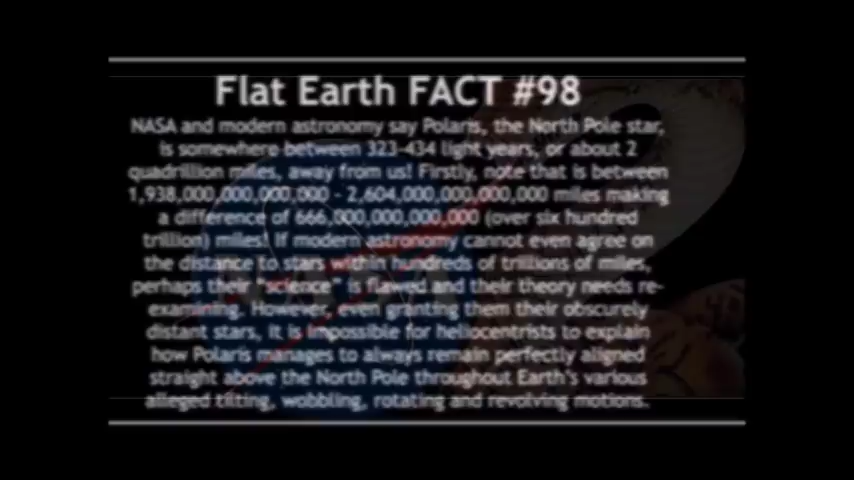 Flat Earth FACT #98
NASA and modern astronomy say Polaris, the North Pole star,
is somewhere between 323-434 light years, or about 2
quadrillion miles, away from us! Firstly, note that is between
1,938,000,000,000,000 - 2,604,000,000,000,000 miles making
a difference of 666,000,000,000,000 (over six hundred
trillion) miles! If modern astronomy cannot even agree on
the distance to stars within hundreds of trillions of miles,
perhaps their "science" is flawed and their theory needs re-
examining. However, even granting them their obscurely
distant stars, it is impossible for heliocentrists to explain
how Polaris manages to always remain perfectly aligned
straight above the North Pole throughout Earth's various
alleged tilting, wobbling, rotating and revolving motions.